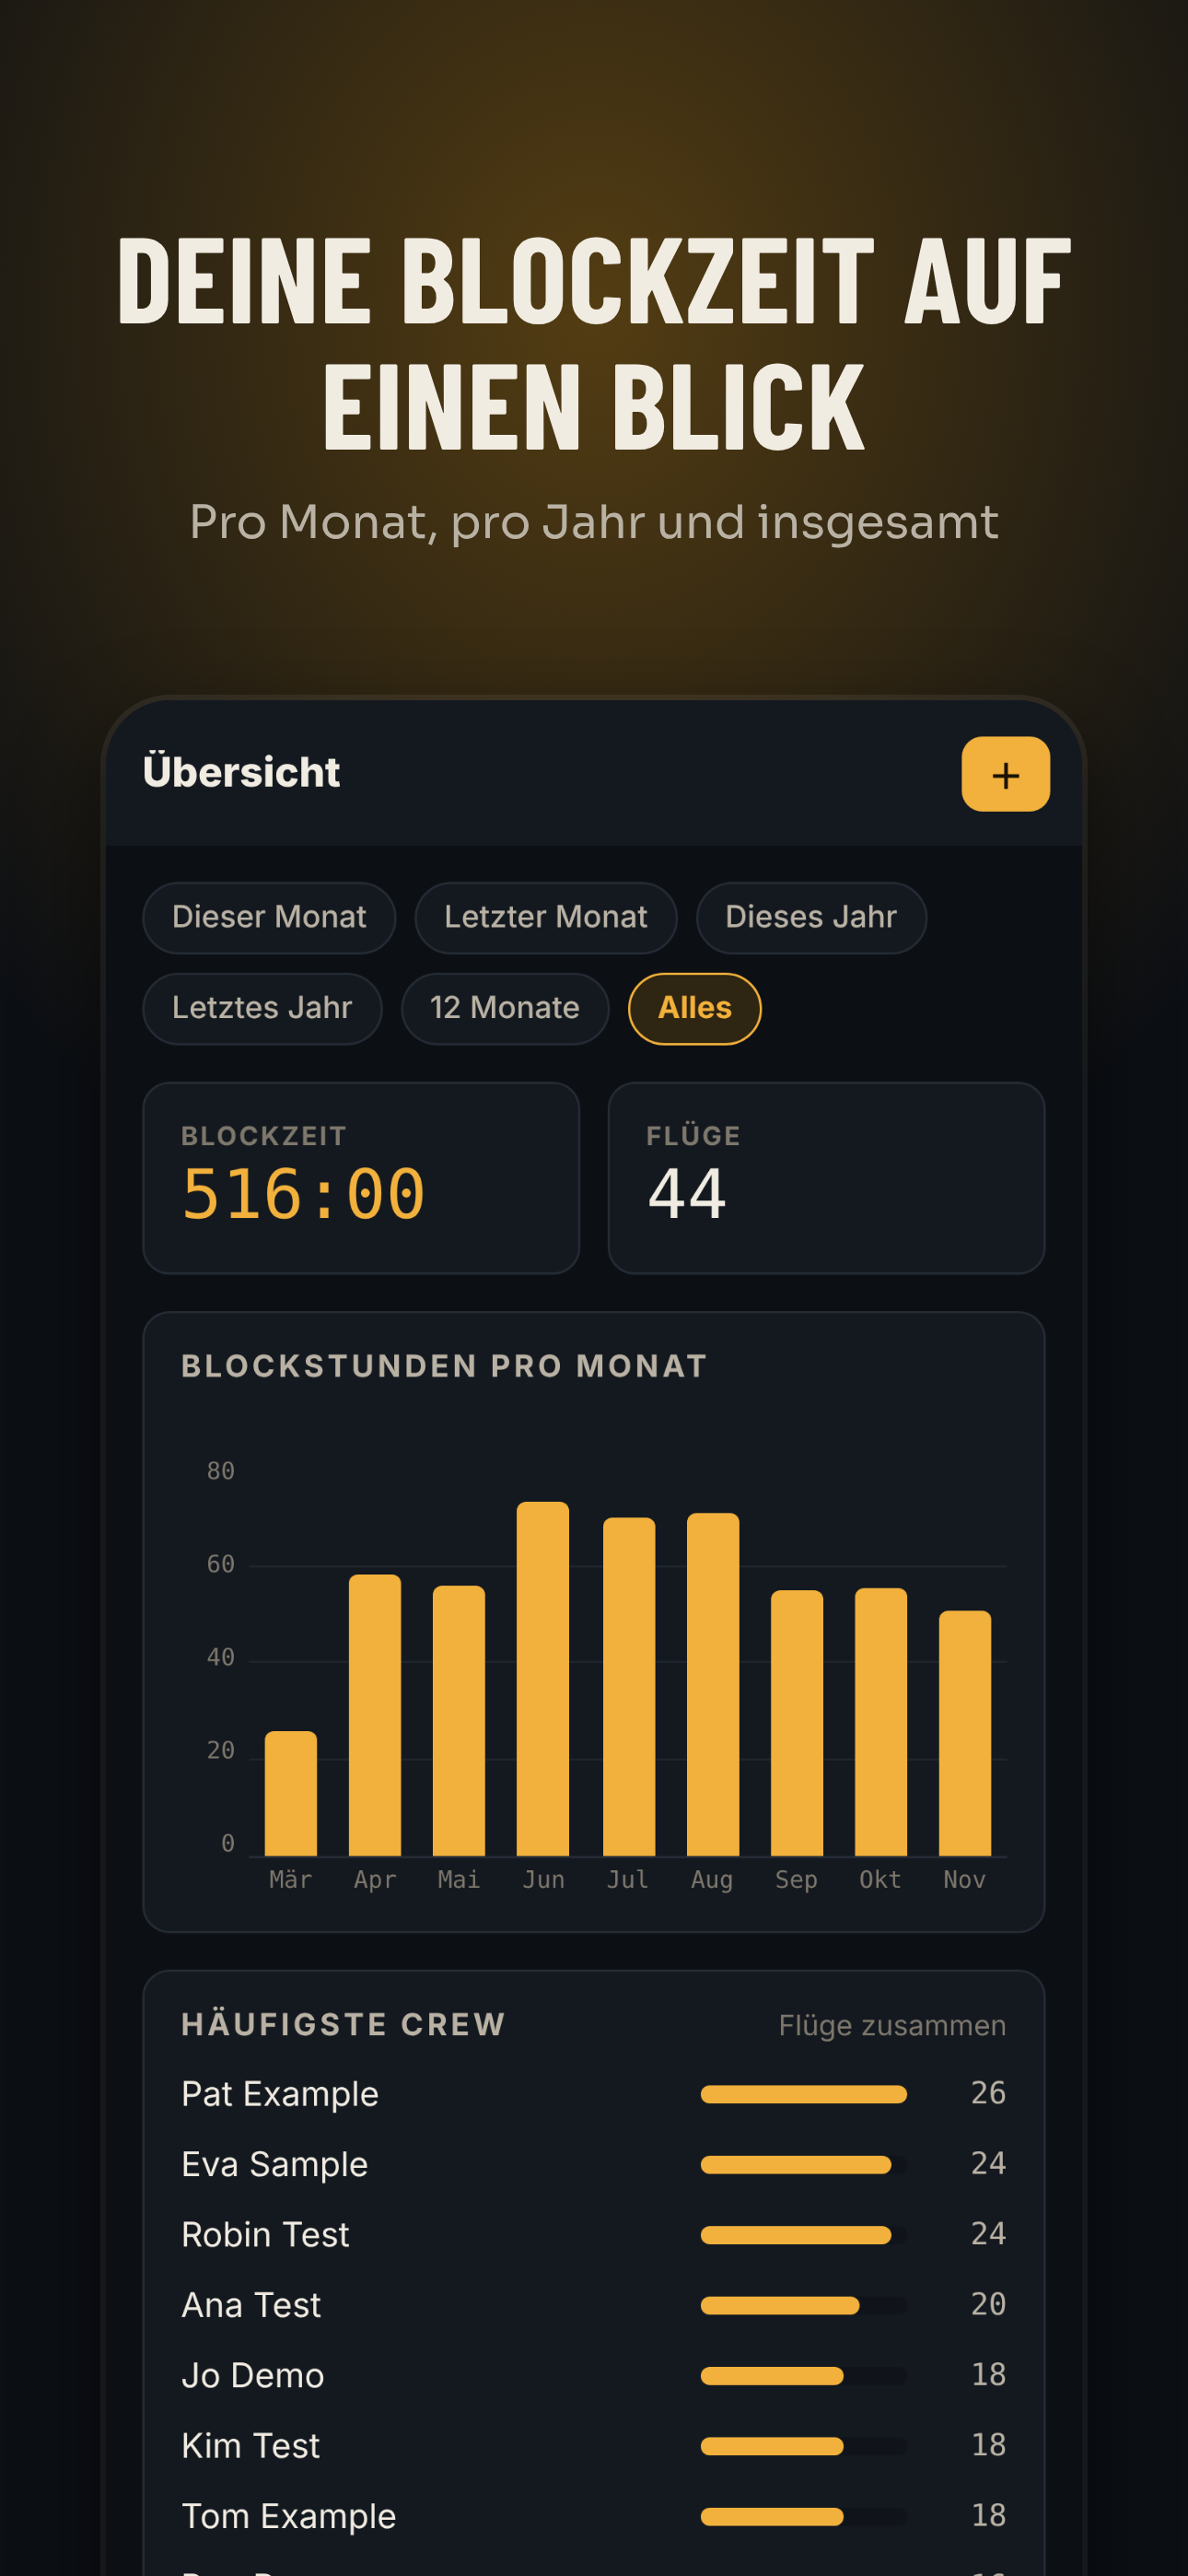 DEINE BLOCKZEIT AUF
EINEN BLICK
Pro Monat, pro Jahr und insgesamt
Übersicht
+
Dieser Monat Letzter Monat Dieses Jahr
Letztes Jahr 12 Monate Alles
BLOCKZEIT FLÜGE
516:00 44
BLOCKSTUNDEN PRO MONAT
80
60
40
20
0
Mär Apr Mai Jun Jul Aug Sep Okt Nov
HÄUFIGSTE CREW Flüge zusammen
Pat Example 26
Eva Sample 24
Robin Test 24
Ana Test 20
Jo Demo 18
Kim Test 18
Tom Example 18